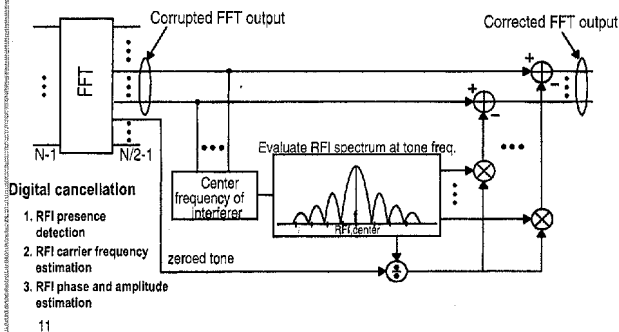 Corrupted FFT output
Corrected FFT output
FFT
N-1
N/2-1
+
−
+
−
Evaluate RFI spectrum at tone freq.
Center
frequency of
interferer
RFI center
Digital cancellation
1. RFI presence
detection
2. RFI carrier frequency
estimation
3. RFI phase and amplitude
estimation
zeroed tone
÷
11